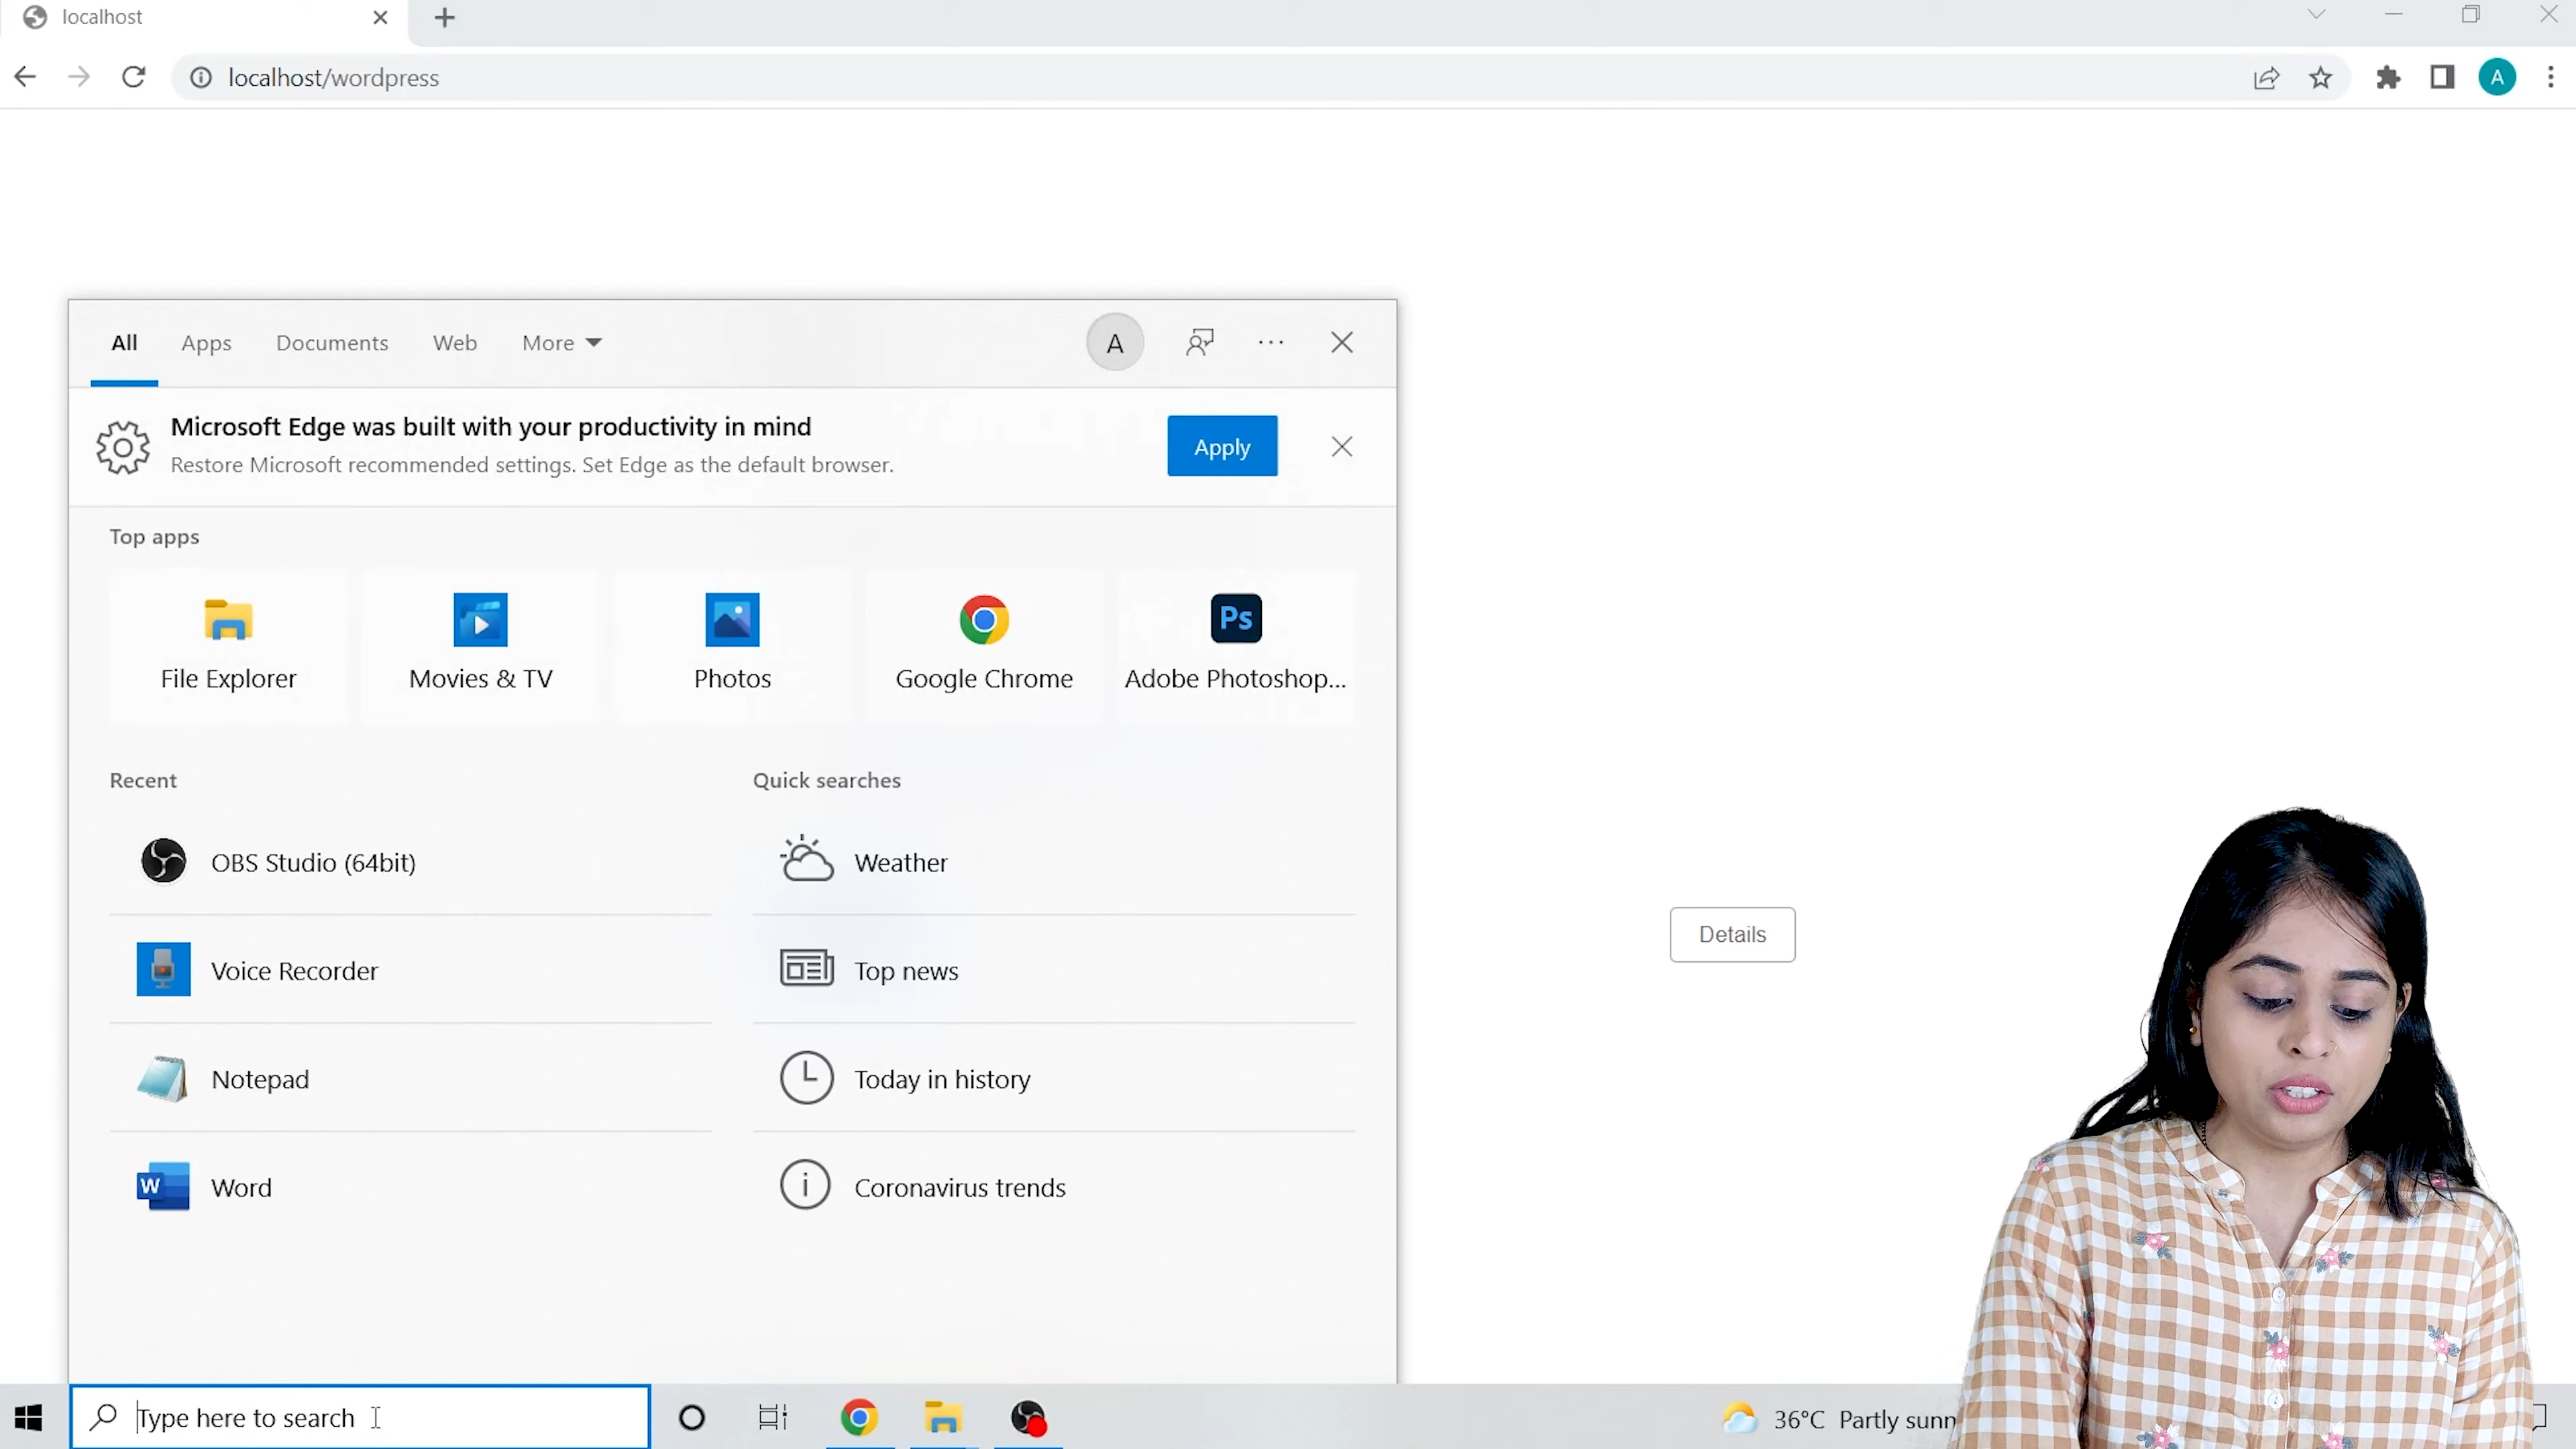 localhost
localhost/wordpress
A
All Apps Documents Web More
A
Microsoft Edge was built with your productivity in mind
Restore Microsoft recommended settings. Set Edge as the default browser.
Apply
Top apps
Ps
File Explorer
Movies & TV
Photos
Google Chrome
Adobe Photoshop...
Recent
OBS Studio (64bit)
Voice Recorder
Notepad
W
Word
Quick searches
Weather
Top news
Today in history
Coronavirus trends
Details
Type here to search
36°C Partly sunn